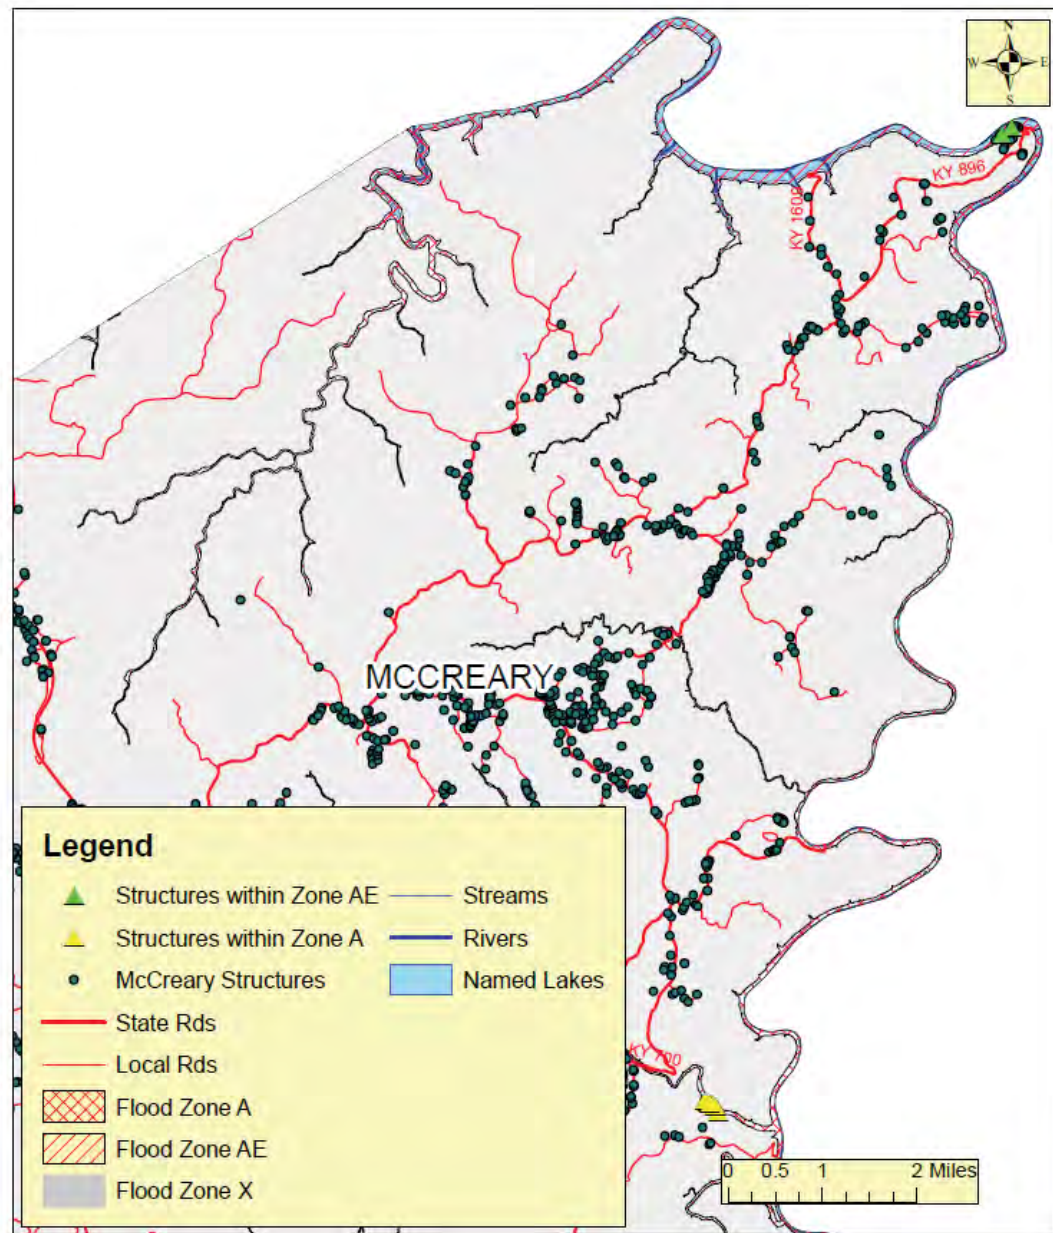 N
W E
S
KY 896
KY 1609
MCCREARY
KY 700
Legend
Structures within Zone AE
Structures within Zone A
McCreary Structures
State Rds
Local Rds
Flood Zone A
Flood Zone AE
Flood Zone X
Streams
Rivers
Named Lakes
0 0.5 1 2 Miles